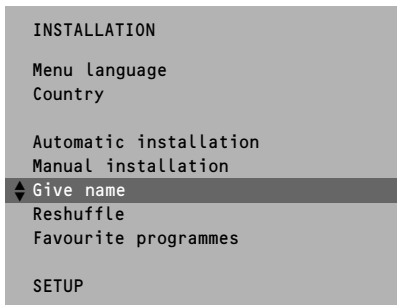 INSTALLATION
Menu language
Country
Automatic installation
Manual installation
Give name
Reshuffle
Favourite programmes
SETUP